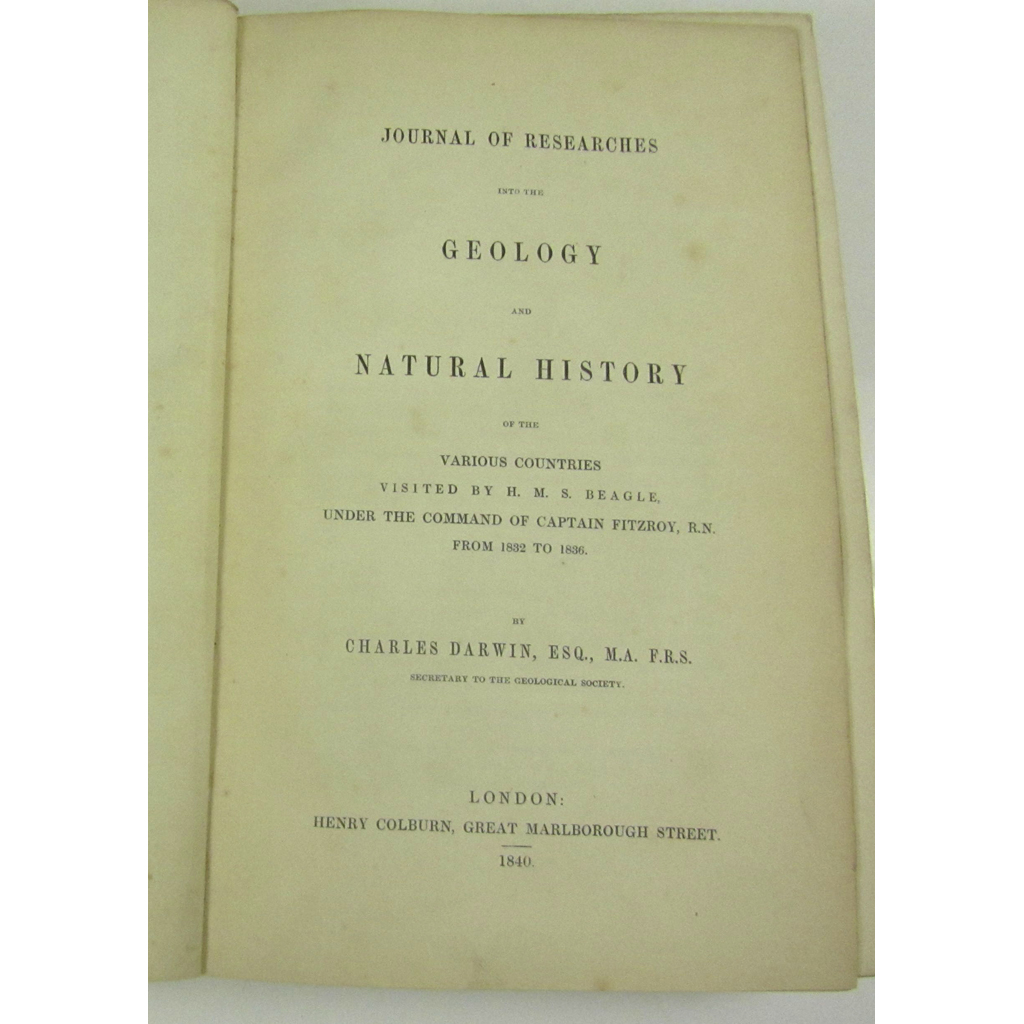 JOURNAL OF RESEARCHES
INTO THE
GEOLOGY
AND
NATURAL HISTORY
OF THE
VARIOUS COUNTRIES
VISITED BY H. M. S. BEAGLE,
UNDER THE COMMAND OF CAPTAIN FITZROY, R.N.
FROM 1832 TO 1836.
BY
CHARLES DARWIN, ESQ., M.A. F.R.S.
SECRETARY TO THE GEOLOGICAL SOCIETY.
LONDON:
HENRY COLBURN, GREAT MARLBOROUGH STREET.
1840.